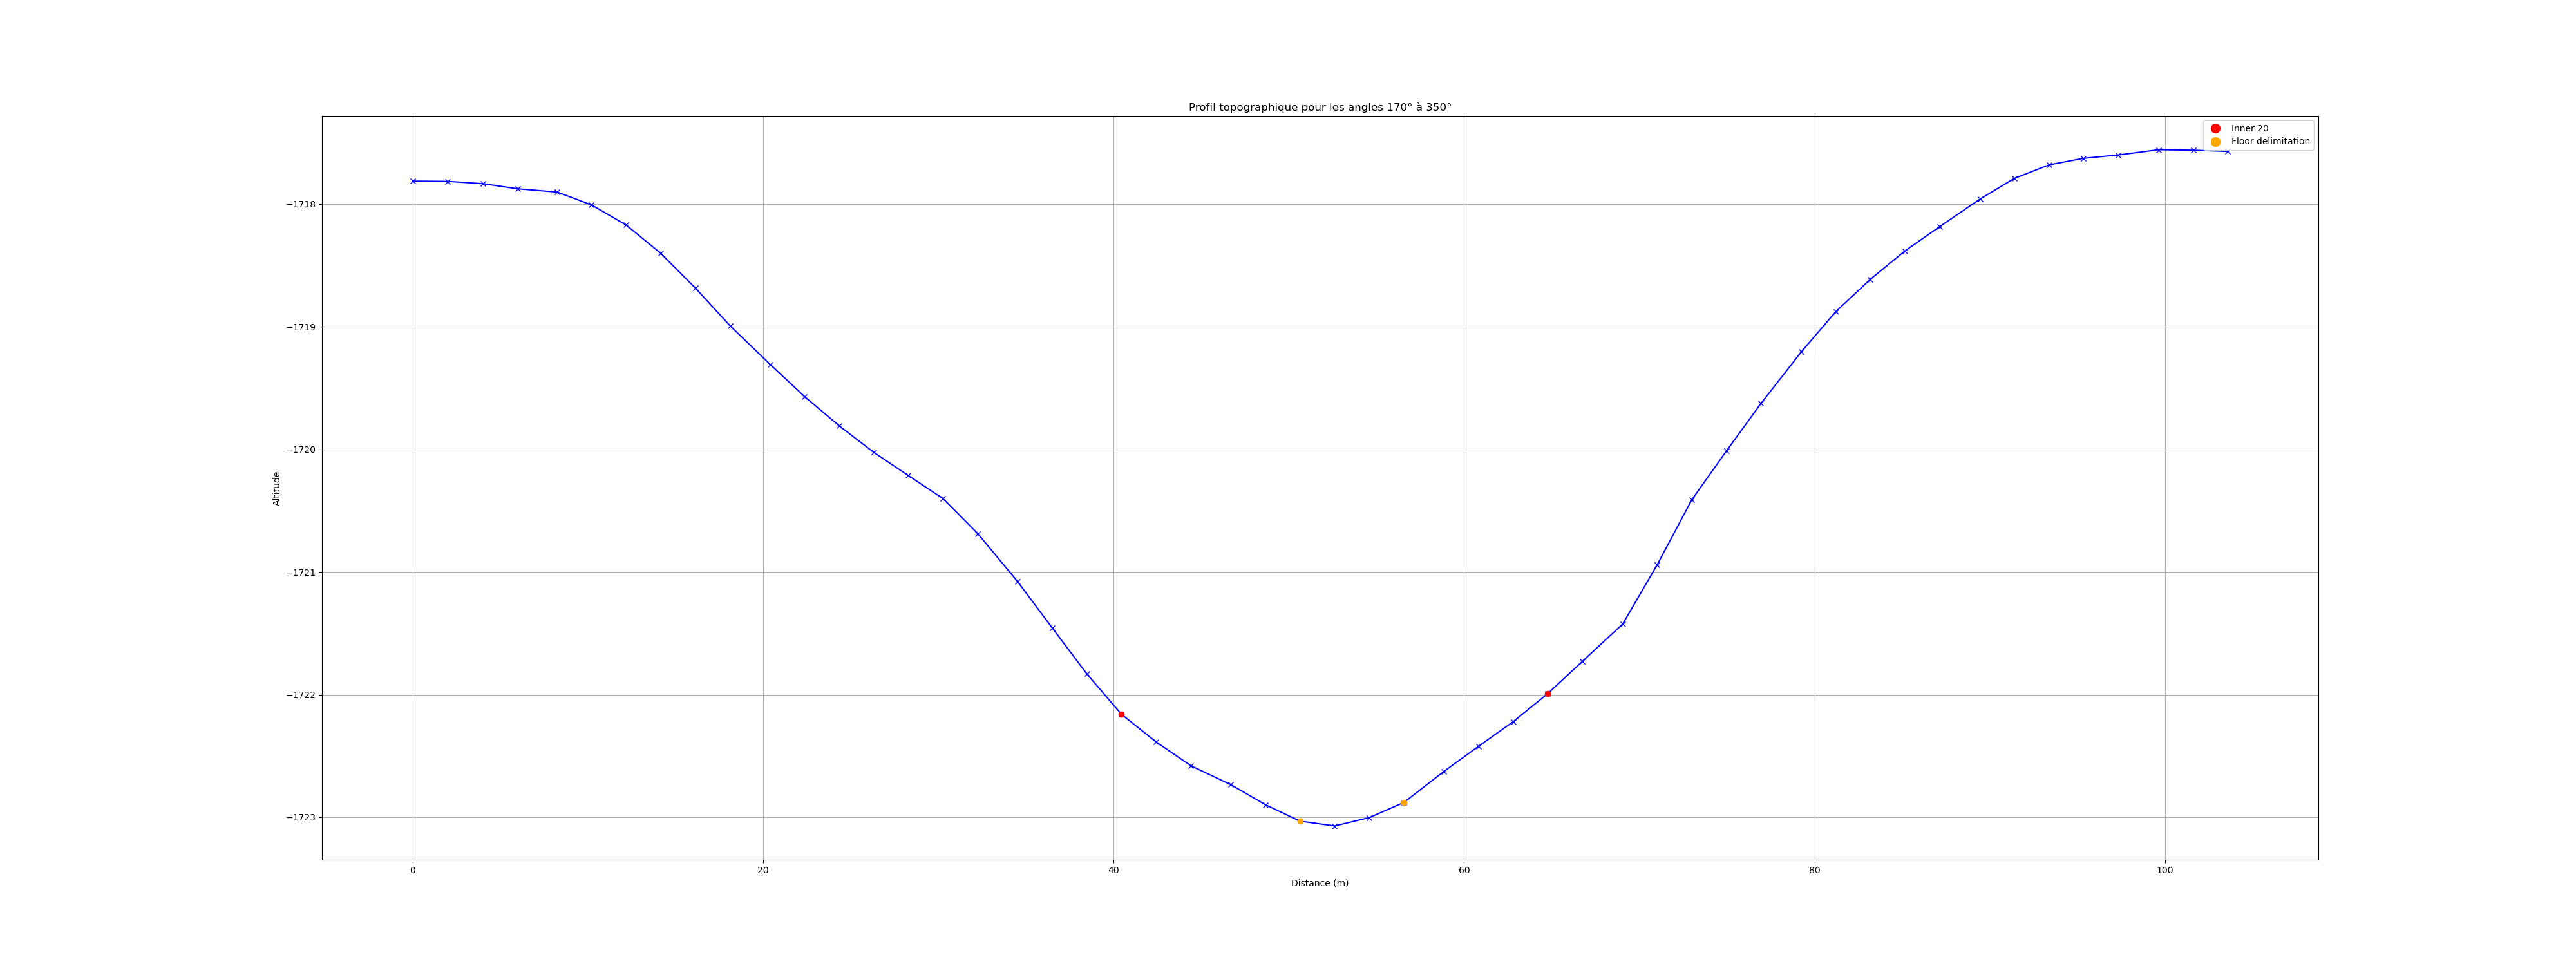 Profil topographique pour les angles 170° à 350°
Inner 20
Floor delimitation
−1718
−1719
−1720
−1721
−1722
−1723
Altitude
0 20 40 60 80 100
Distance (m)